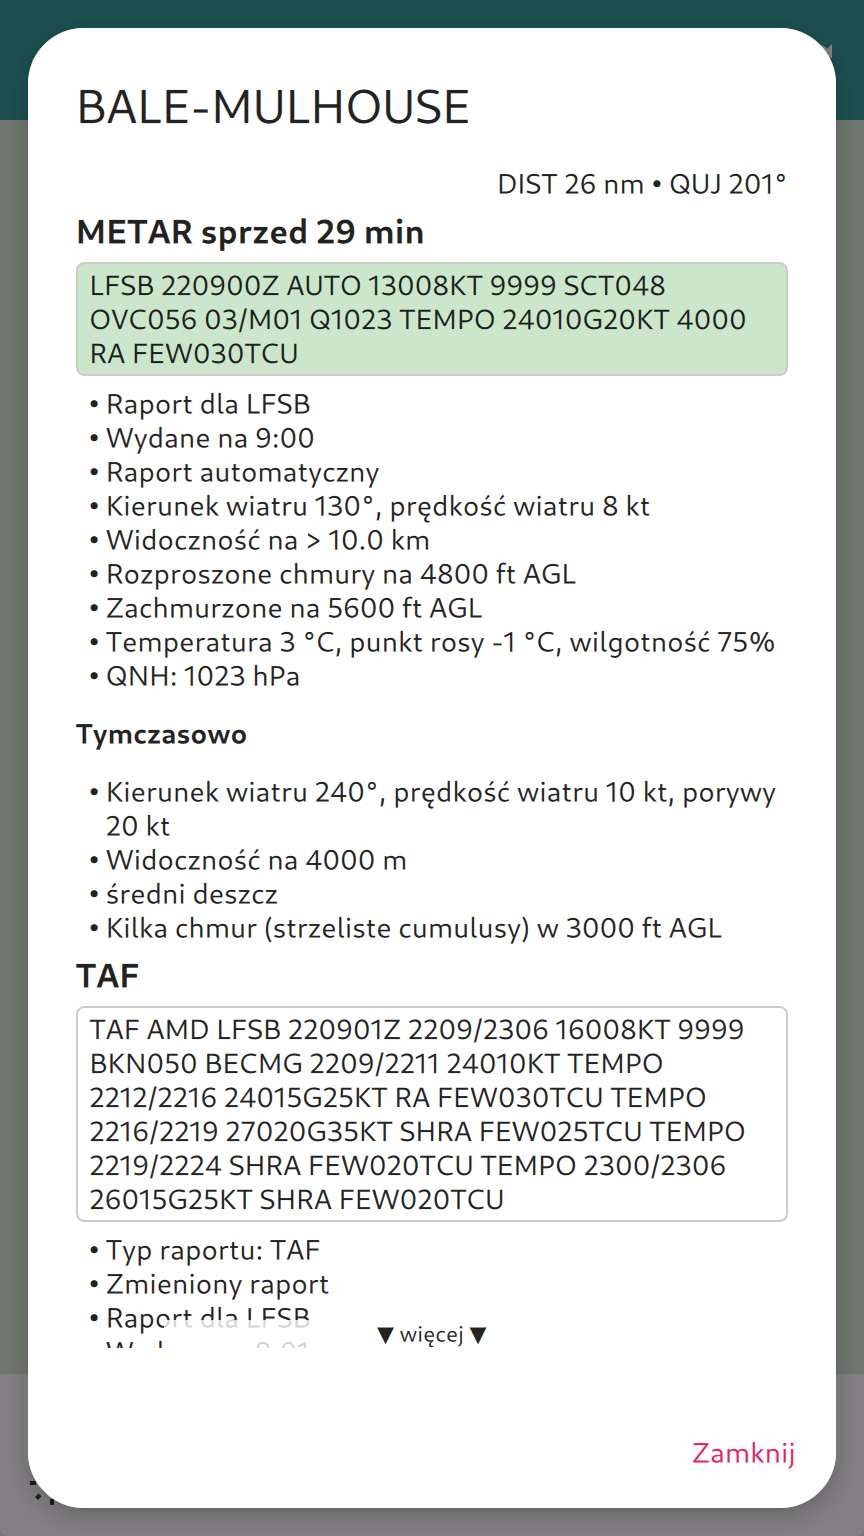 BALE-MULHOUSE
DIST 26 nm • QUJ 201°
METAR sprzed 29 min
LFSB 220900Z AUTO 13008KT 9999 SCT048
OVC056 03/M01 Q1023 TEMPO 24010G20KT 4000
RA FEW030TCU
• Raport dla LFSB
• Wydane na 9:00
• Raport automatyczny
• Kierunek wiatru 130°, prędkość wiatru 8 kt
• Widoczność na > 10.0 km
• Rozproszone chmury na 4800 ft AGL
• Zachmurzone na 5600 ft AGL
• Temperatura 3 °C, punkt rosy -1 °C, wilgotność 75%
• QNH: 1023 hPa
Tymczasowo
• Kierunek wiatru 240°, prędkość wiatru 10 kt, porywy
20 kt
• Widoczność na 4000 m
• średni deszcz
• Kilka chmur (strzeliste cumulusy) w 3000 ft AGL
TAF
TAF AMD LFSB 220901Z 2209/2306 16008KT 9999
BKN050 BECMG 2209/2211 24010KT TEMPO
2212/2216 24015G25KT RA FEW030TCU TEMPO
2216/2219 27020G35KT SHRA FEW025TCU TEMPO
2219/2224 SHRA FEW020TCU TEMPO 2300/2306
26015G25KT SHRA FEW020TCU
• Typ raportu: TAF
• Zmieniony raport
• Raport dla LFSB
▼ więcej ▼
Zamknij